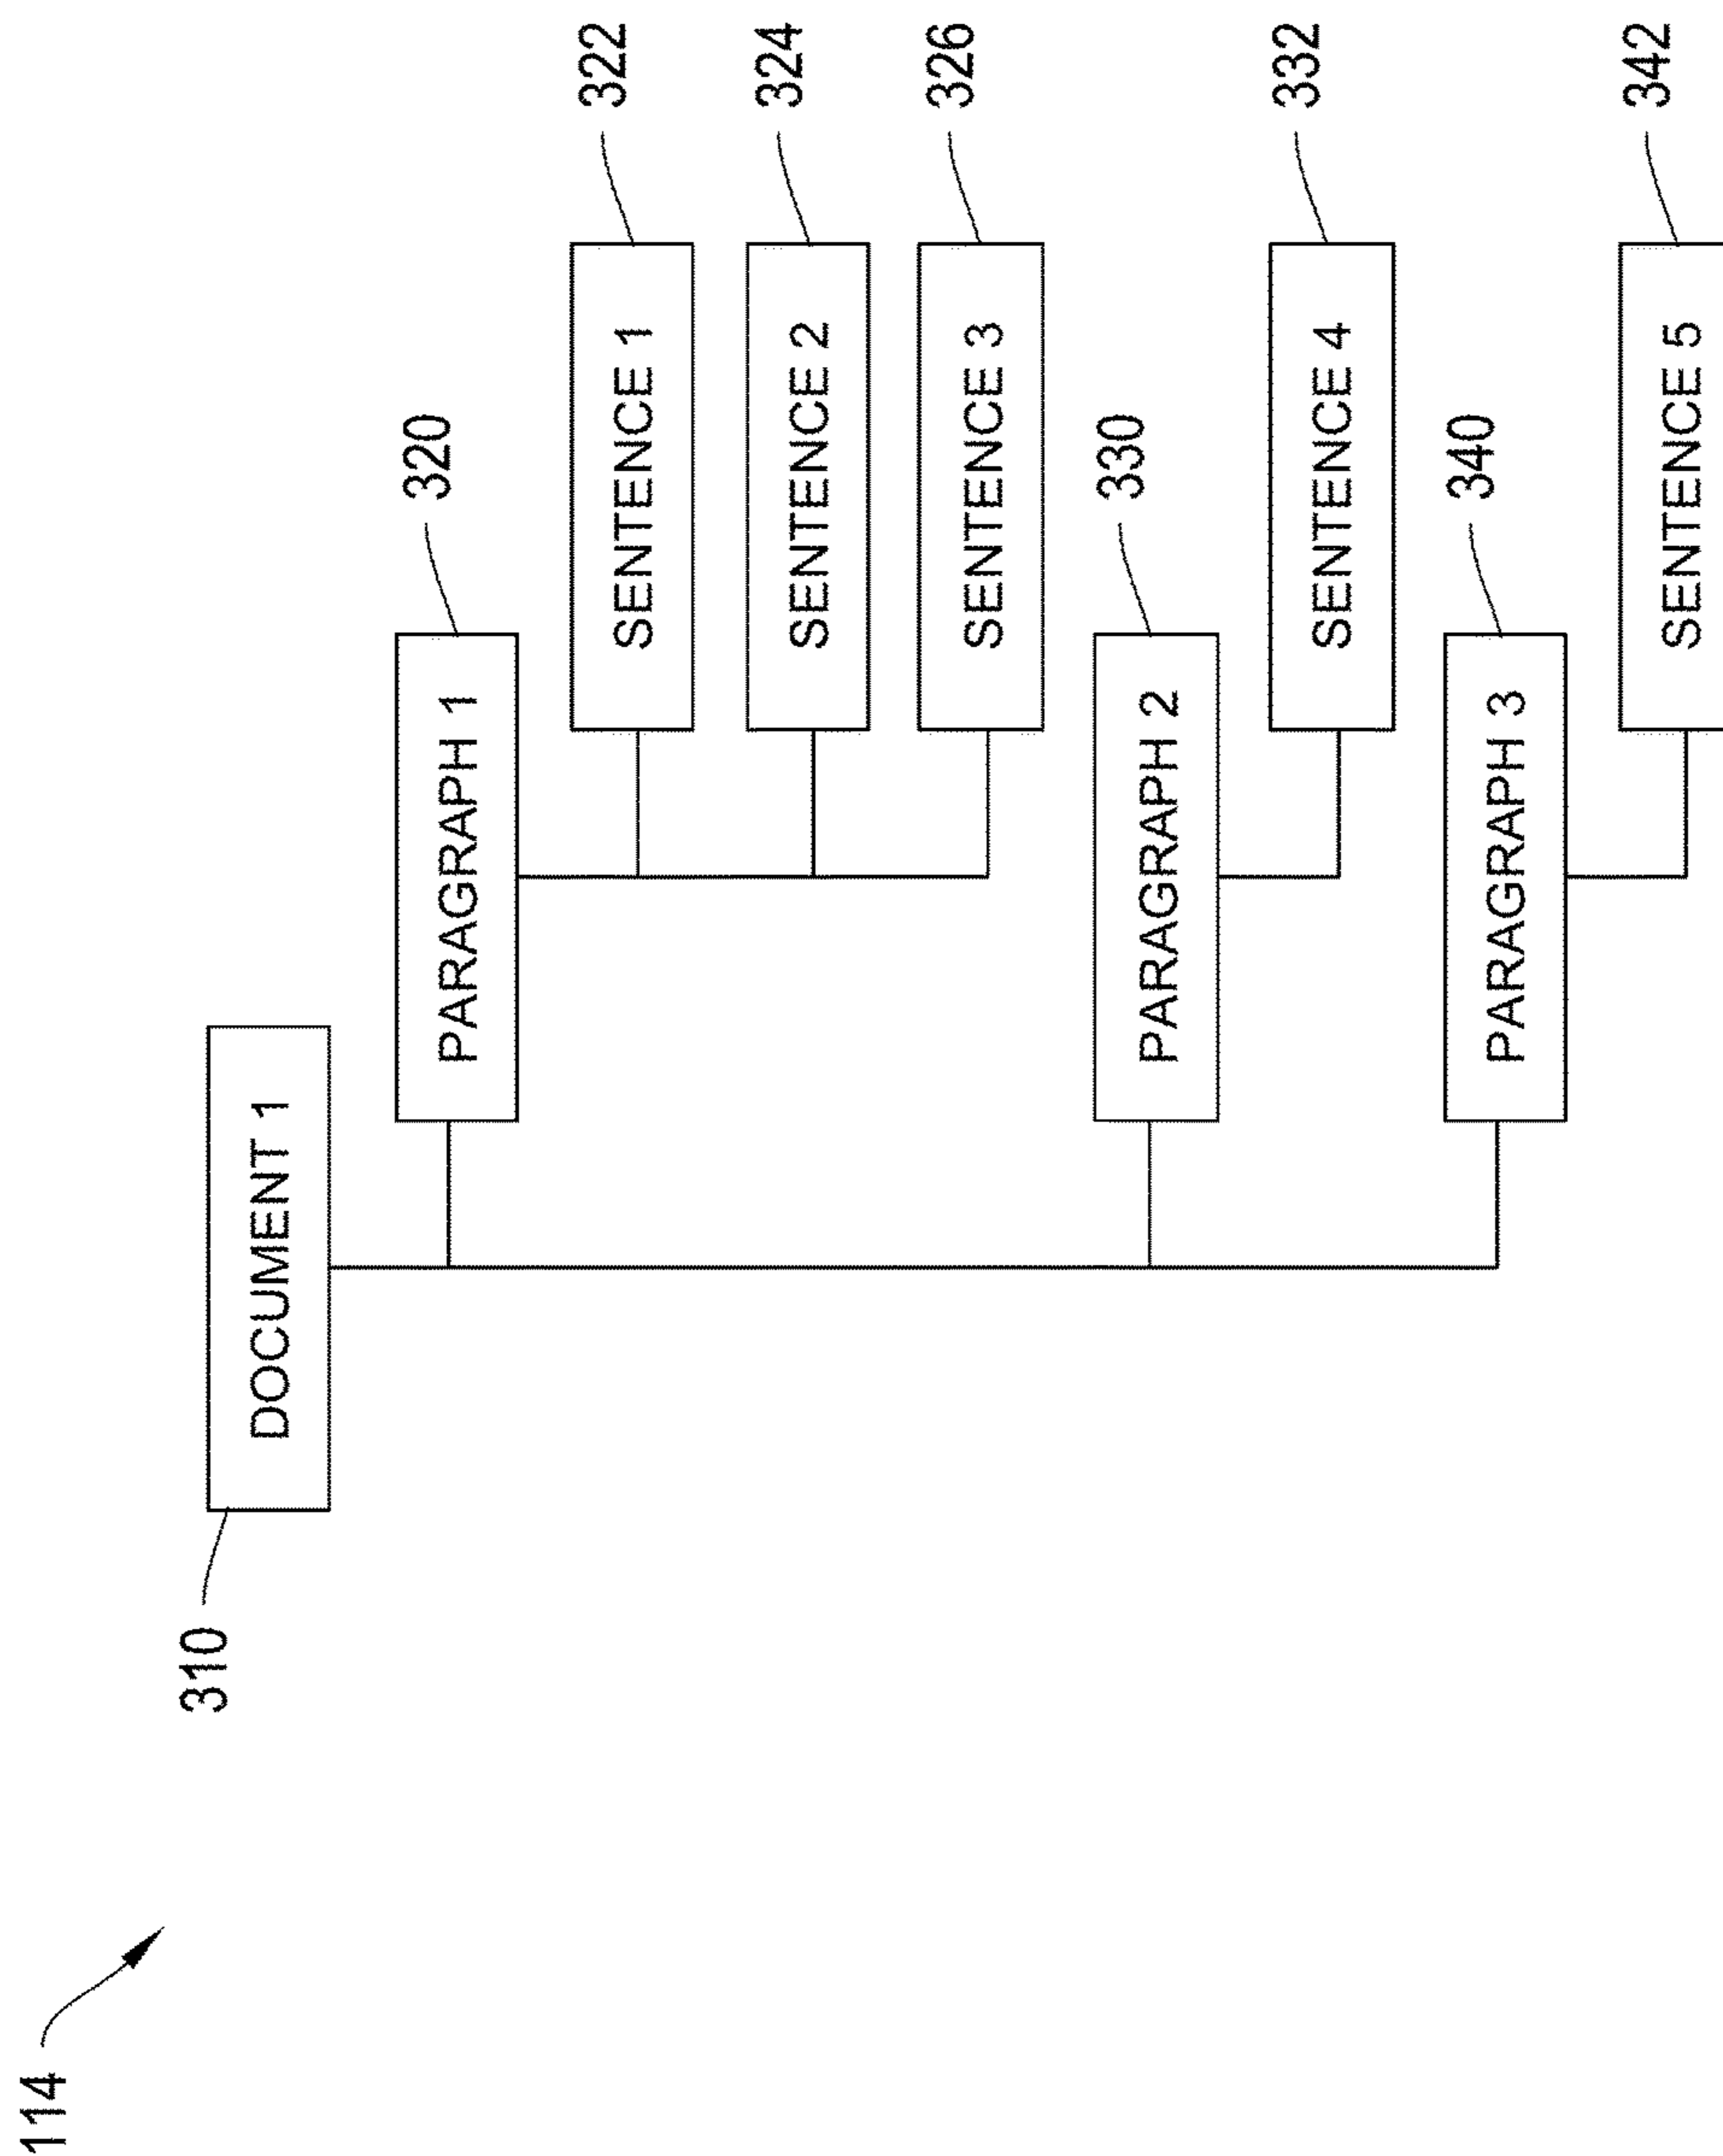 114
310
DOCUMENT 1
320
PARAGRAPH 1
322
SENTENCE 1
324
SENTENCE 2
326
SENTENCE 3
330
PARAGRAPH 2
332
SENTENCE 4
340
PARAGRAPH 3
342
SENTENCE 5